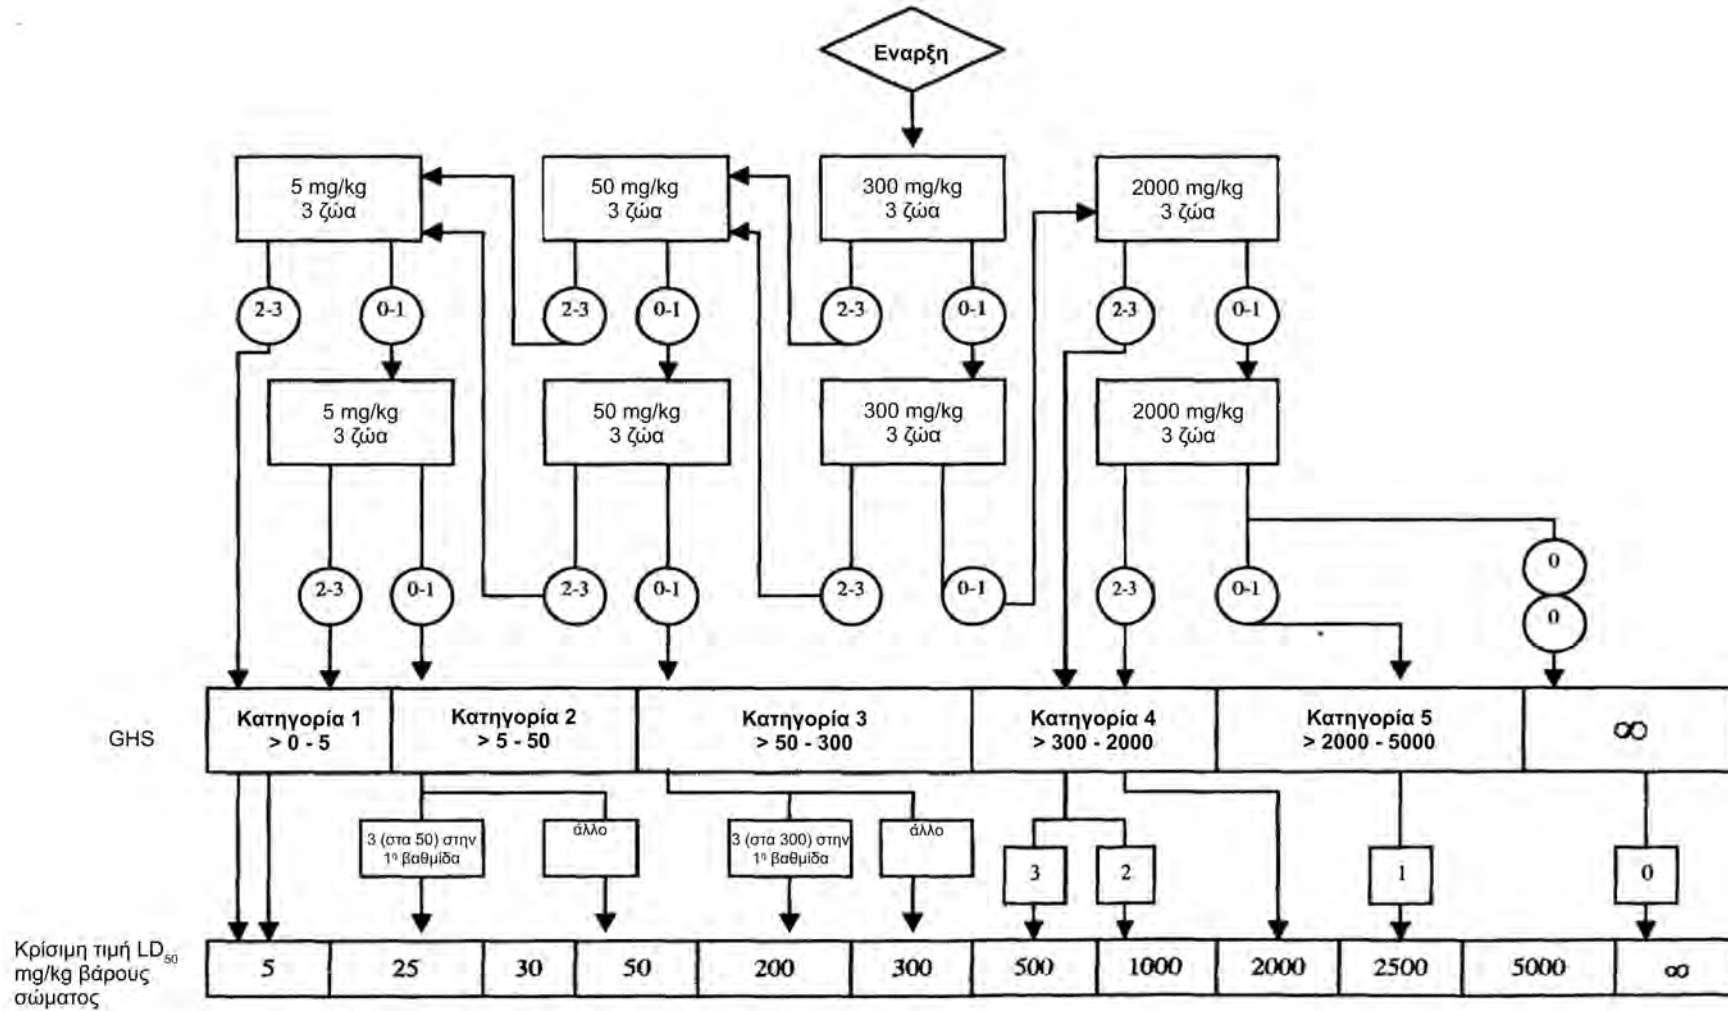 Εναρξη
5 mg/kg
3 ζώα
50 mg/kg
3 ζώα
300 mg/kg
3 ζώα
2000 mg/kg
3 ζώα
2-3
0-1
2-3
0-1
2-3
0-1
2-3
0-1
5 mg/kg
3 ζώα
50 mg/kg
3 ζώα
300 mg/kg
3 ζώα
2000 mg/kg
3 ζώα
0
2-3
0-1
2-3
0-1
2-3
0-1
2-3
0-1
0
GHS
Κατηγορία 1
> 0 - 5
Κατηγορία 2
> 5 - 50
Κατηγορία 3
> 50 - 300
Κατηγορία 4
> 300 - 2000
Κατηγορία 5
> 2000 - 5000
∞
3 (στα 50) στην
1η βαθμίδα
άλλο
3 (στα 300) στην
1η βαθμίδα
άλλο
3
2
1
0
Κρίσιμη τιμή LD50
mg/kg βάρους
σώματος
5
25
30
50
200
300
500
1000
2000
2500
5000
∞